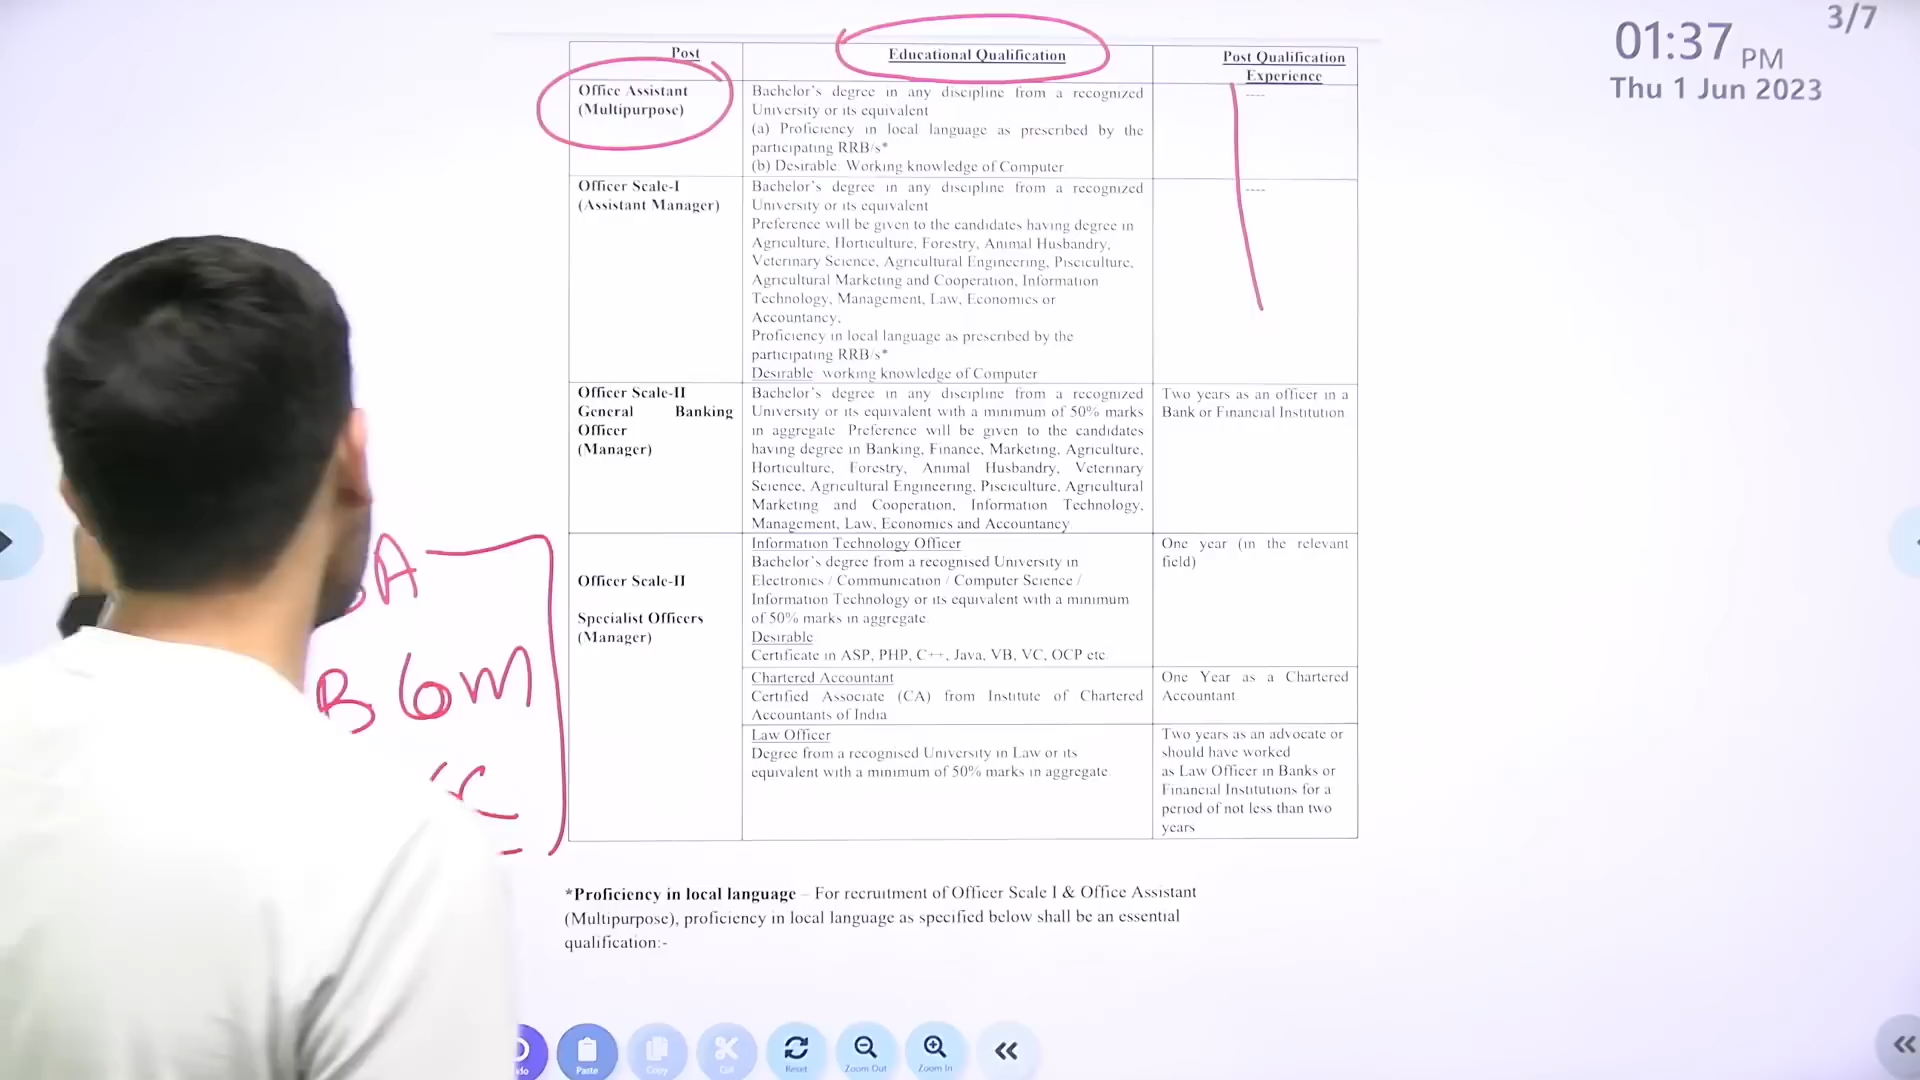 3/7
01:37 PM
Thu 1 Jun 2023
Post
Educational Qualification
Post Qualification
Experience
Office Assistant
(Multipurpose)
Bachelor's degree in any discipline from a recognized
University or its equivalent
(a) Proficiency in local language as prescribed by the
participating RRB/s*
(b) Desirable Working knowledge of Computer
----
Officer Scale-I
(Assistant Manager)
Bachelor's degree in any discipline from a recognized
University or its equivalent
Preference will be given to the candidates having degree in
Agriculture, Horticulture, Forestry, Animal Husbandry,
Veterinary Science, Agricultural Engineering, Pisciculture,
Agricultural Marketing and Cooperation, Information
Technology, Management, Law, Economics or
Accountancy,
Proficiency in local language as prescribed by the
participating RRB/s*
Desirable working knowledge of Computer
----
Officer Scale-II
General Banking
Officer
(Manager)
Bachelor's degree in any discipline from a recognized
University or its equivalent with a minimum of 50% marks
in aggregate Preference will be given to the candidates
having degree in Banking, Finance, Marketing, Agriculture,
Horticulture, Forestry, Animal Husbandry, Veterinary
Science, Agricultural Engineering, Pisciculture, Agricultural
Marketing and Cooperation, Information Technology,
Management, Law, Economics and Accountancy
Two years as an officer in a
Bank or Financial Institution
Officer Scale-II
Specialist Officers
(Manager)
Information Technology Officer
Bachelor's degree from a recognised University in
Electronics / Communication / Computer Science /
Information Technology or its equivalent with a minimum
of 50% marks in aggregate
Desirable
Certificate in ASP, PHP, C++, Java, VB, VC, OCP etc
One year (in the relevant
field)
Chartered Accountant
Certified Associate (CA) from Institute of Chartered
Accountants of India
One Year as a Chartered
Accountant
Law Officer
Degree from a recognised University in Law or its
equivalent with a minimum of 50% marks in aggregate
Two years as an advocate or
should have worked
as Law Officer in Banks or
Financial Institutions for a
period of not less than two
years
A
B Com
*Proficiency in local language – For recruitment of Officer Scale I & Office Assistant
(Multipurpose), proficiency in local language as specified below shall be an essential
qualification:-
Paste
Copy
Cut
Reset
Zoom Out
Zoom In